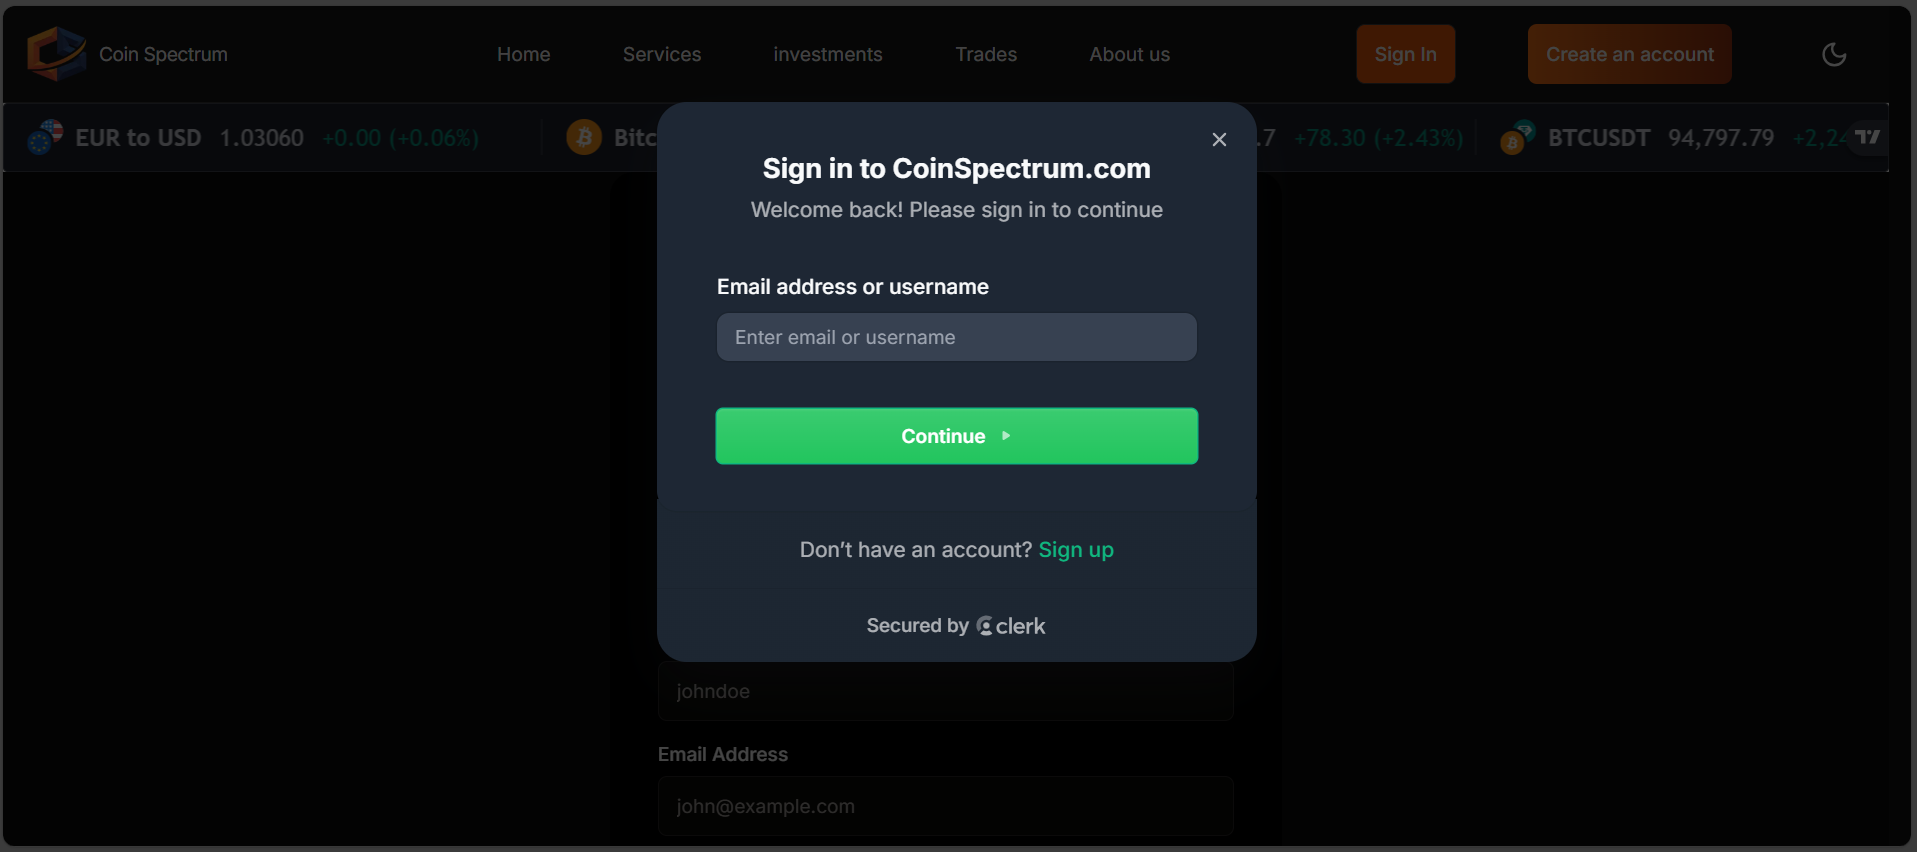 Coin Spectrum
Home
Services
investments
Trades
About us
Sign In
Create an account
EUR to USD 1.03060 +0.00 (+0.06%)
Bitc
.7 +78.30 (+2.43%)
BTCUSDT 94,797.79 +2,24
Sign in to CoinSpectrum.com
Welcome back! Please sign in to continue
Email address or username
Enter email or username
Continue
Don’t have an account? Sign up
Secured by clerk
johndoe
Email Address
john@example.com